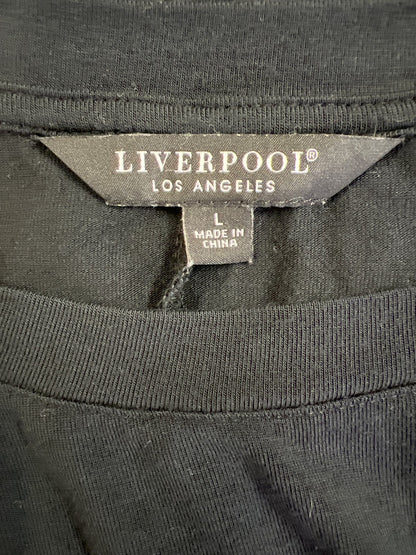 LIVERPOOL®
LOS ANGELES
L
MADE IN
CHINA